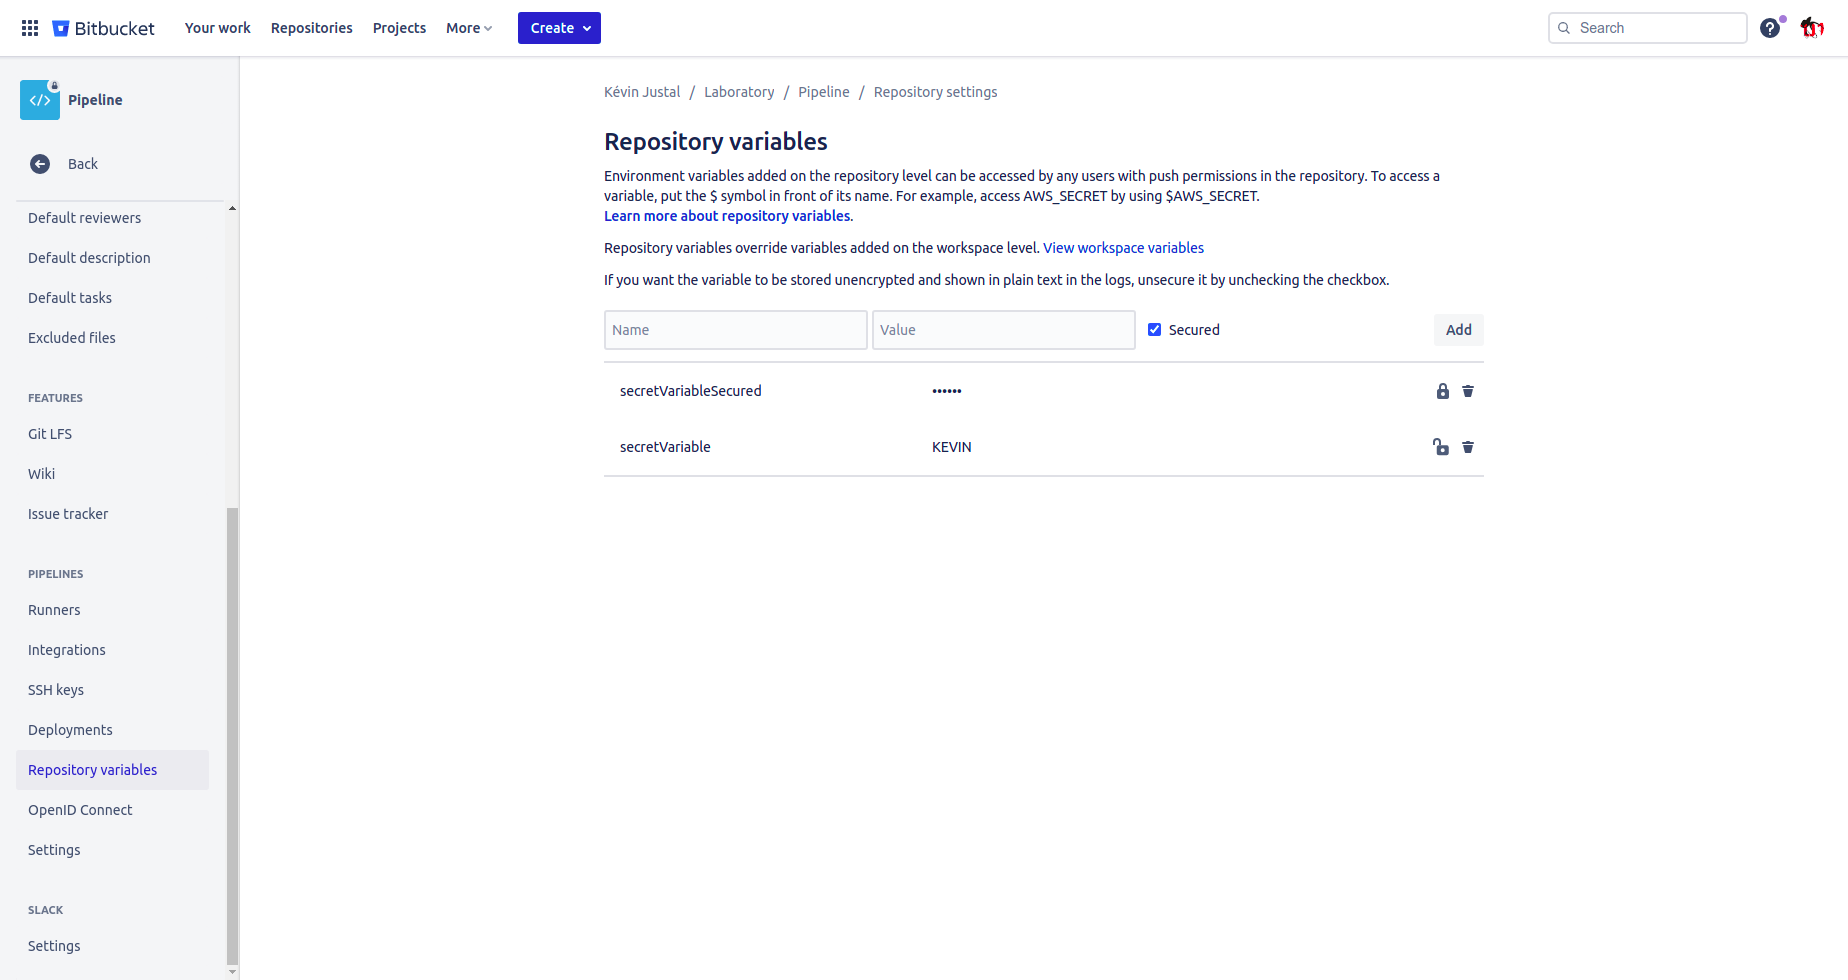 Bitbucket
Your work
Repositories
Projects
More
Create
Search
Pipeline
Back
Default reviewers
Default description
Default tasks
Excluded files
FEATURES
Git LFS
Wiki
Issue tracker
PIPELINES
Runners
Integrations
SSH keys
Deployments
Repository variables
OpenID Connect
Settings
SLACK
Settings
Kévin Justal / Laboratory / Pipeline / Repository settings
Repository variables
Environment variables added on the repository level can be accessed by any users with push permissions in the repository. To access a
variable, put the $ symbol in front of its name. For example, access AWS_SECRET by using $AWS_SECRET.
Learn more about repository variables.
Repository variables override variables added on the workspace level. View workspace variables
If you want the variable to be stored unencrypted and shown in plain text in the logs, unsecure it by unchecking the checkbox.
Name
Value
Secured
Add
secretVariableSecured
••••••
secretVariable
KEVIN